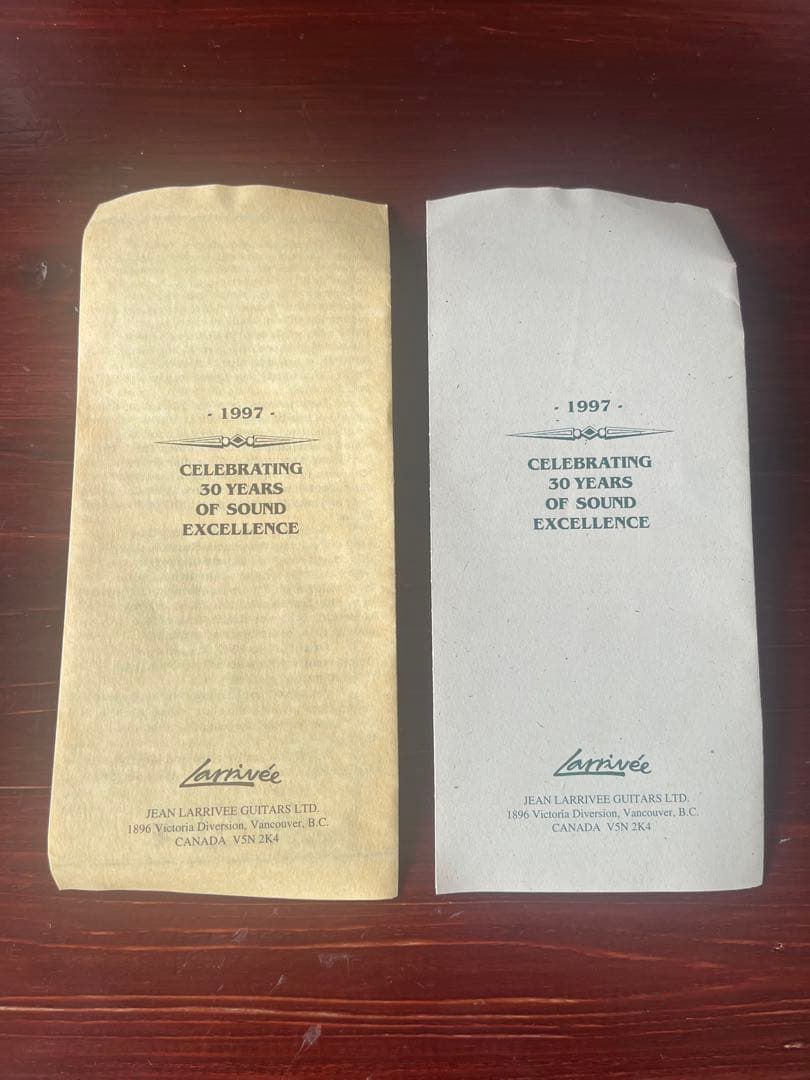 - 1997 -
CELEBRATING
30 YEARS
OF SOUND
EXCELLENCE
Larrivée
JEAN LARRIVEE GUITARS LTD.
1896 Victoria Diversion, Vancouver, B.C.
CANADA V5N 2K4
- 1997 -
CELEBRATING
30 YEARS
OF SOUND
EXCELLENCE
Larrivée
JEAN LARRIVEE GUITARS LTD.
1896 Victoria Diversion, Vancouver, B.C.
CANADA V5N 2K4